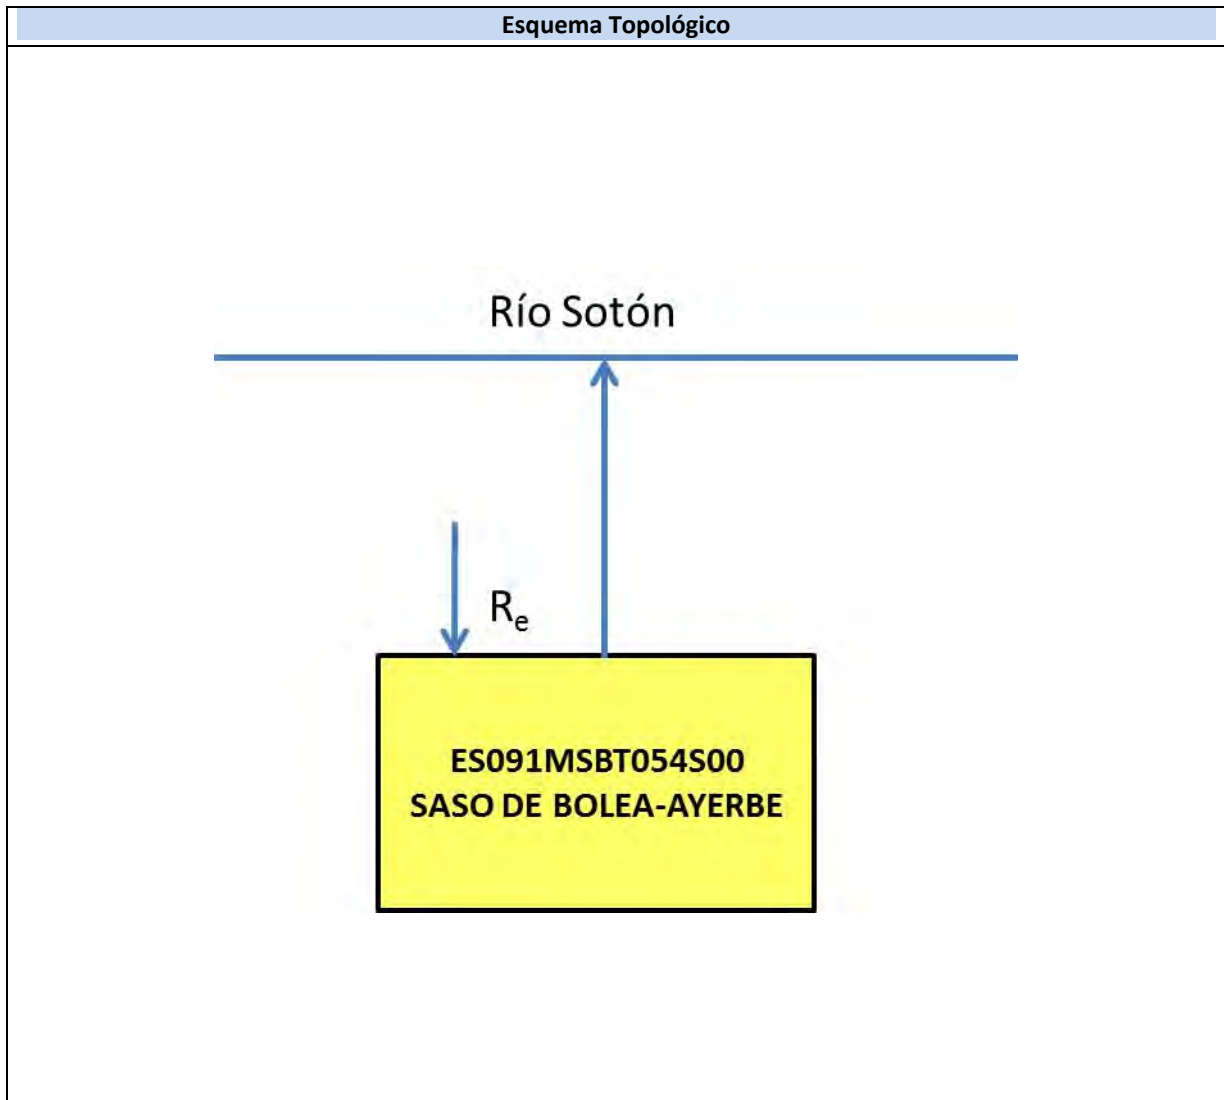 Esquema Topológico
Río Sotón
Re
ES091MSBT054S00
SASO DE BOLEA-AYERBE